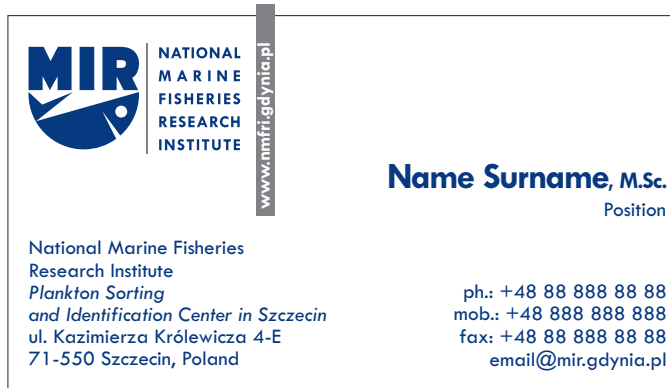 MIR
NATIONAL
MARINE
FISHERIES
RESEARCH
INSTITUTE
www.nmfri.gdynia.pl
Name Surname, M.Sc.
Position
National Marine Fisheries
Research Institute
Plankton Sorting
and Identification Center in Szczecin
ul. Kazimierza Królewicza 4-E
71-550 Szczecin, Poland
ph.: +48 88 888 88 88
mob.: +48 888 888 888
fax: +48 88 888 88 88
email@mir.gdynia.pl